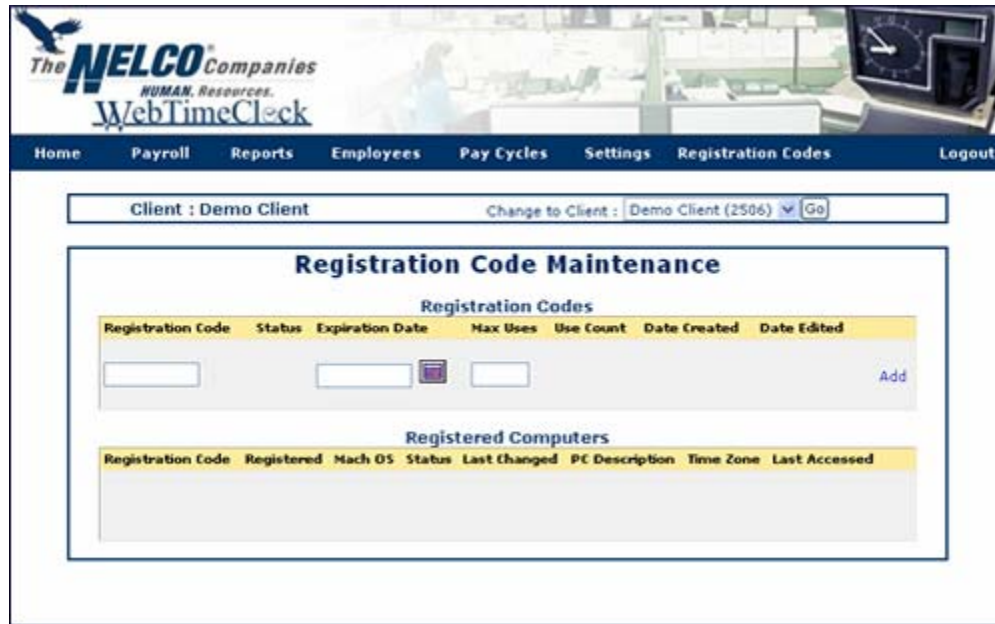 The NELCO Companies
HUMAN. Resources.
WebTimeClock
Home Payroll Reports Employees Pay Cycles Settings Registration Codes Logout
Client : Demo Client Change to Client : Demo Client (2506) Go
Registration Code Maintenance
Registration Codes
Registration Code Status Expiration Date Max Uses Use Count Date Created Date Edited
Add
Registered Computers
Registration Code Registered Mach OS Status Last Changed PC Description Time Zone Last Accessed